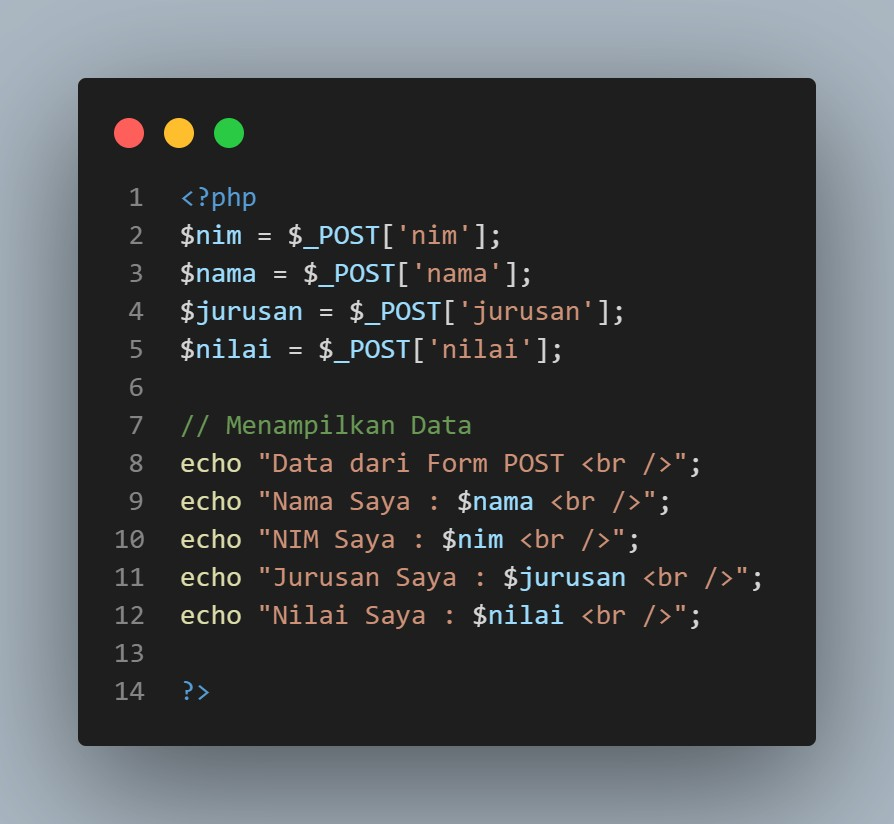 1 <?php
2 $nim = $_POST['nim'];
3 $nama = $_POST['nama'];
4 $jurusan = $_POST['jurusan'];
5 $nilai = $_POST['nilai'];
6
7 // Menampilkan Data
8 echo "Data dari Form POST <br />";
9 echo "Nama Saya : $nama <br />";
10 echo "NIM Saya : $nim <br />";
11 echo "Jurusan Saya : $jurusan <br />";
12 echo "Nilai Saya : $nilai <br />";
13
14 ?>